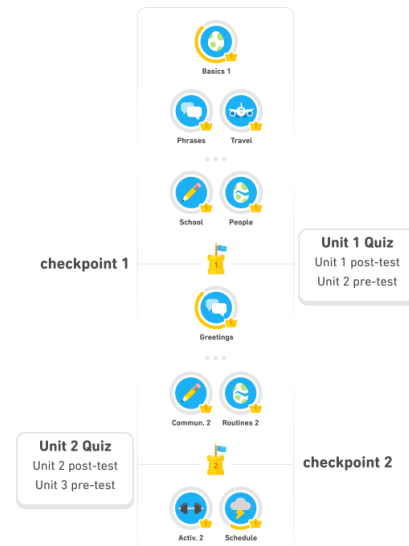 Basics 1
Phrases
Travel
School
People
Unit 1 Quiz
Unit 1 post-test
Unit 2 pre-test
checkpoint 1
1
Greetings
Commun. 2
Routines 2
Unit 2 Quiz
Unit 2 post-test
Unit 3 pre-test
2
checkpoint 2
Activ. 2
Schedule